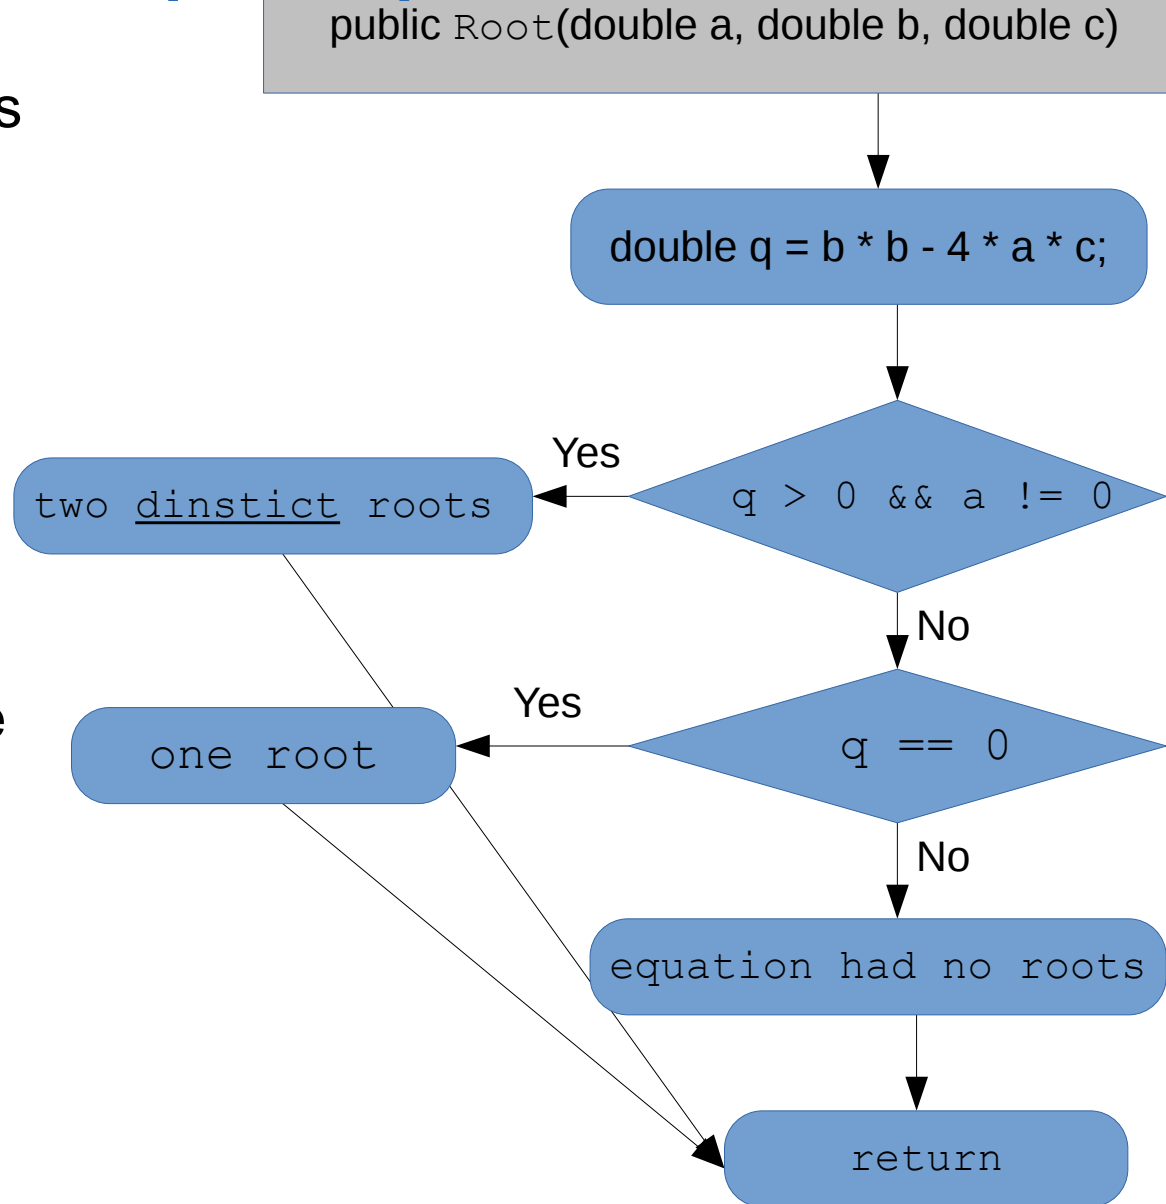 public Root(double a, double b, double c)
s
double q = b * b - 4 * a * c;
Yes
two dinstict roots
q > 0 && a != 0
No
e
Yes
one root
q == 0
No
equation had no roots
return